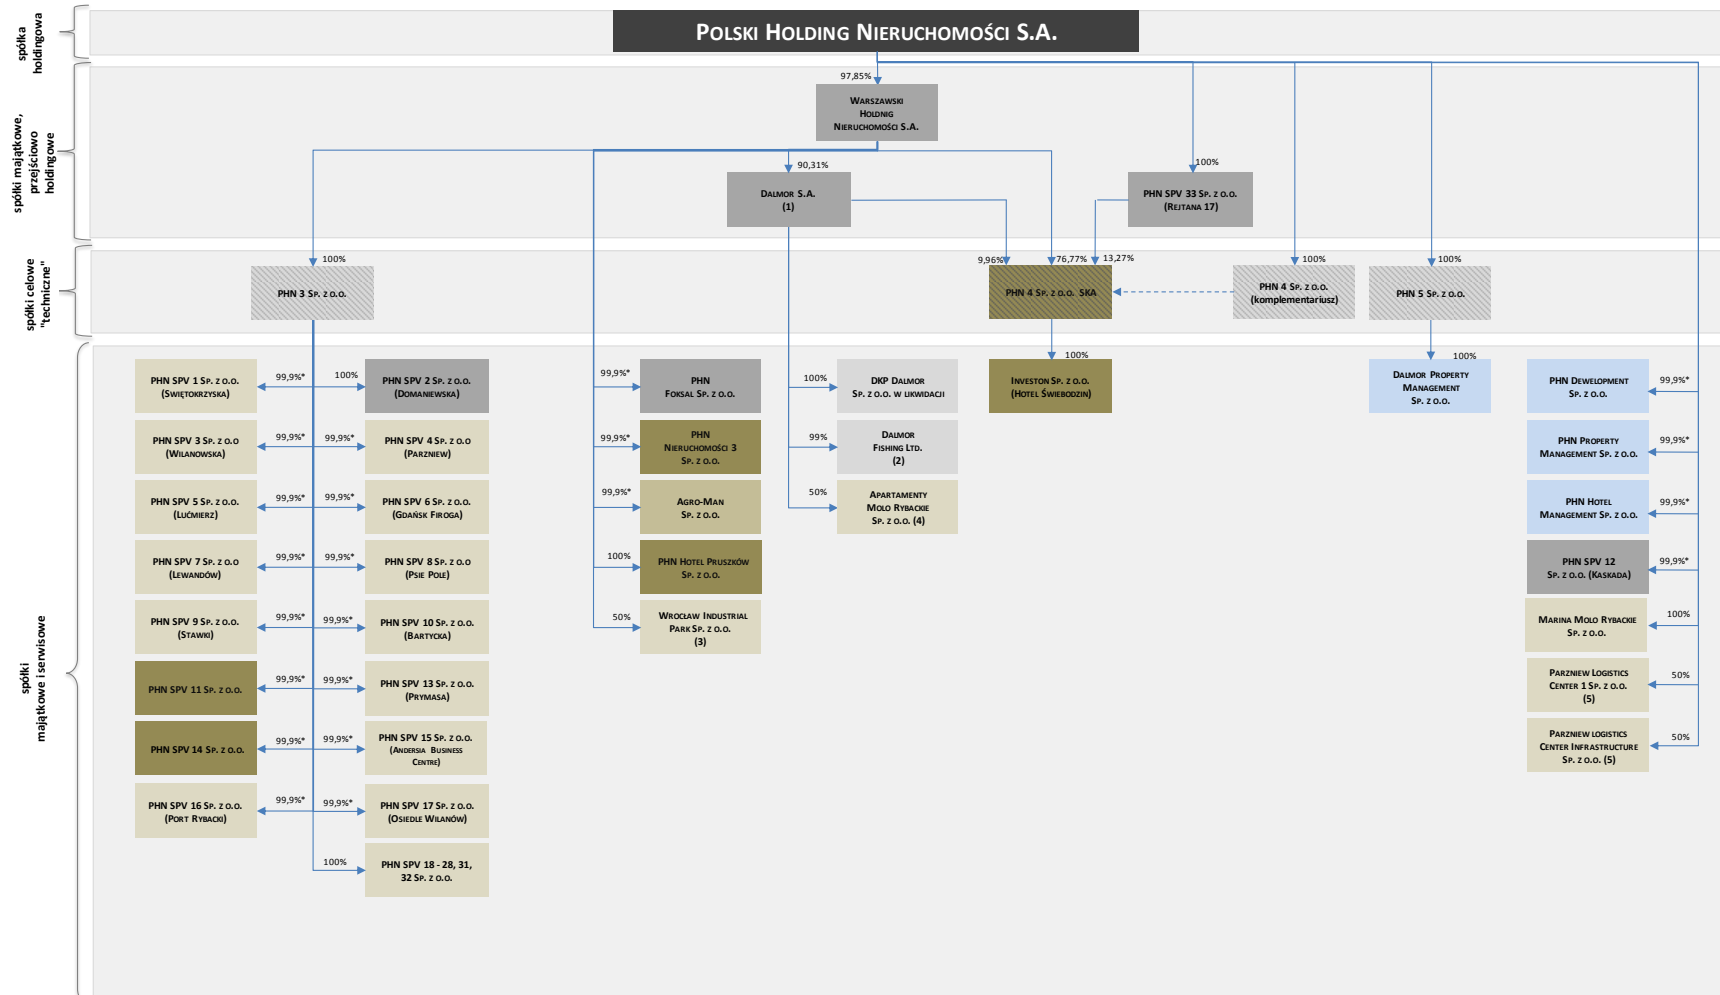 spółka
holdingowa
POLSKI HOLDING NIERUCHOMOŚCI S.A.
spółki majątkowe,
przejściowo
holdingowe
97,85%
WARSZAWSKI
HOLDNIG
NIERUCHOMOŚCI S.A.
90,31%
DALMOR S.A.
(1)
100%
PHN SPV 33 SP. Z O.O.
(REJTANA 17)
spółki celowe
"techniczne"
100%
PHN 3 SP. Z O.O.
9,96%
76,77%
13,27%
PHN 4 SP. Z O.O. SKA
100%
PHN 4 SP. Z O.O.
(komplementariusz)
100%
PHN 5 SP. Z O.O.
spółki
majątkowe i serwisowe
PHN SPV 1 SP. Z O.O.
(ŚWIĘTOKRZYSKA)
99,9%*
100%
PHN SPV 2 SP. Z O.O.
(DOMANIEWSKA)
PHN SPV 3 SP. Z O.O
(WILANOWSKA)
99,9%*
99,9%*
PHN SPV 4 SP. Z O.O
(PARZNIEW)
PHN SPV 5 SP. Z O.O.
(LUĆMIERZ)
99,9%*
99,9%*
PHN SPV 6 SP. Z O.O.
(GDAŃSK FIROGA)
PHN SPV 7 SP. Z O.O
(LEWANDÓW)
99,9%*
99,9%*
PHN SPV 8 SP. Z O.O
(PSIE POLE)
PHN SPV 9 SP. Z O.O.
(STAWKI)
99,9%*
99,9%*
PHN SPV 10 SP. Z O.O.
(BARTYCKA)
PHN SPV 11 SP. Z O.O.
99,9%*
99,9%*
PHN SPV 13 SP. Z O.O.
(PRYMASA)
PHN SPV 14 SP. Z O.O.
99,9%*
99,9%*
PHN SPV 15 SP. Z O.O.
(ANDERSIA BUSINESS
CENTRE)
PHN SPV 16 SP. Z O.O.
(PORT RYBACKI)
99,9%*
99,9%*
PHN SPV 17 SP. Z O.O.
(OSIEDLE WILANÓW)
100%
PHN SPV 18 - 28, 31,
32 SP. Z O.O.
99,9%*
PHN
FOKSAL SP. Z O.O.
99,9%*
PHN
NIERUCHOMOŚCI 3
SP. Z O.O.
99,9%*
AGRO-MAN
SP. Z O.O.
100%
PHN HOTEL PRUSZKÓW
SP. Z O.O.
50%
WROCŁAW INDUSTRIAL
PARK SP. Z O.O.
(3)
100%
DKP DALMOR
SP. Z O.O. W LIKWIDACJI
99%
DALMOR
FISHING LTD.
(2)
50%
APARTAMENTY
MOLO RYBACKIE
SP. Z O.O. (4)
100%
INVESTON SP. Z O.O.
(HOTEL ŚWIEBODZIN)
100%
DALMOR PROPERTY
MANAGEMENT
SP. Z O.O.
PHN DEWELOPMENT
SP. Z O.O.
99,9%*
PHN PROPERTY
MANAGEMENT SP. Z O.O.
99,9%*
PHN HOTEL
MANAGEMENT SP. Z O.O.
99,9%*
PHN SPV 12
SP. Z O.O. (KASKADA)
99,9%*
MARINA MOLO RYBACKIE
SP. Z O.O.
100%
PARZNIEW LOGISTICS
CENTER 1 SP. Z O.O.
(5)
50%
PARZNIEW LOGISTICS
CENTER INFRASTRUCTURE
SP. Z O.O. (5)
50%